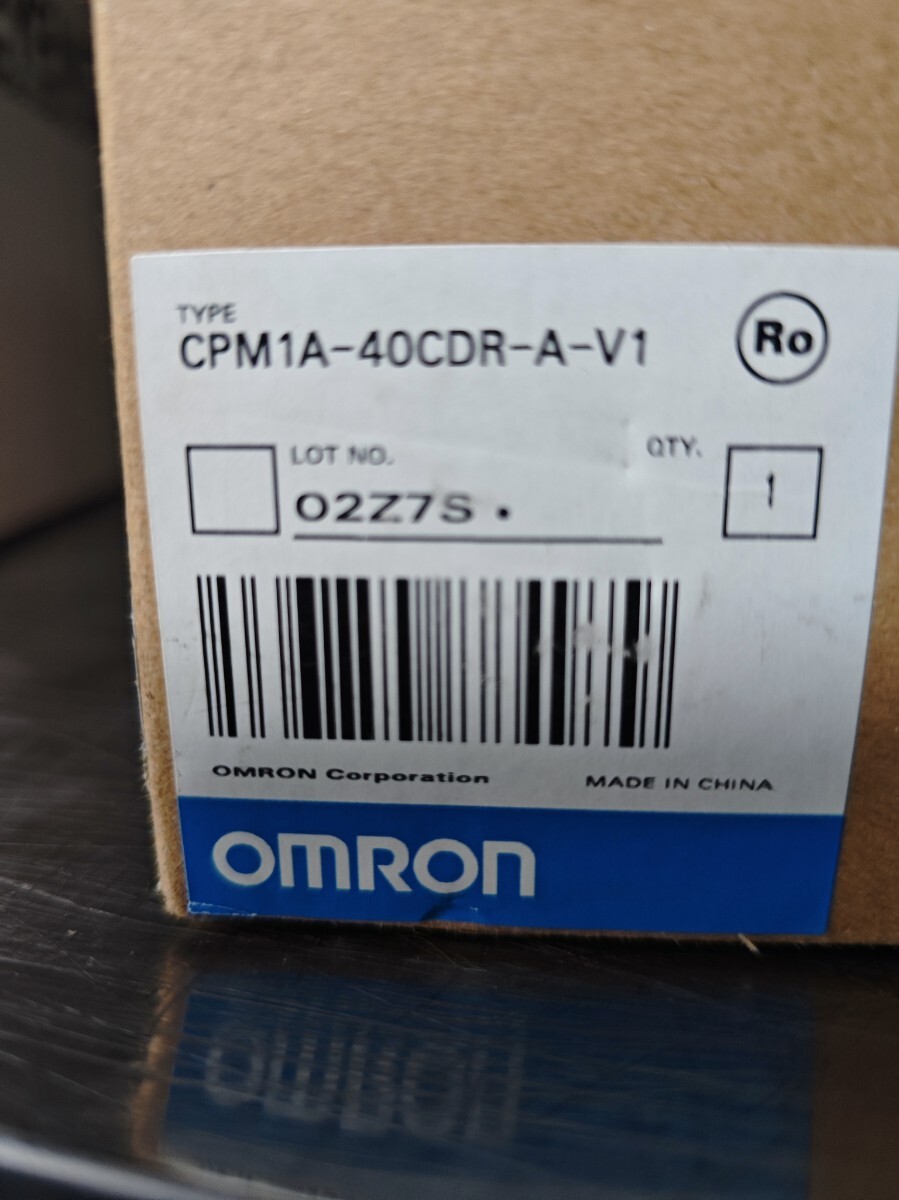 TYPE
CPM1A-40CDR-A-V1
Ro
LOT NO.
02Z7S .
QTY.
1
OMRON Corporation
MADE IN CHINA
OMRON